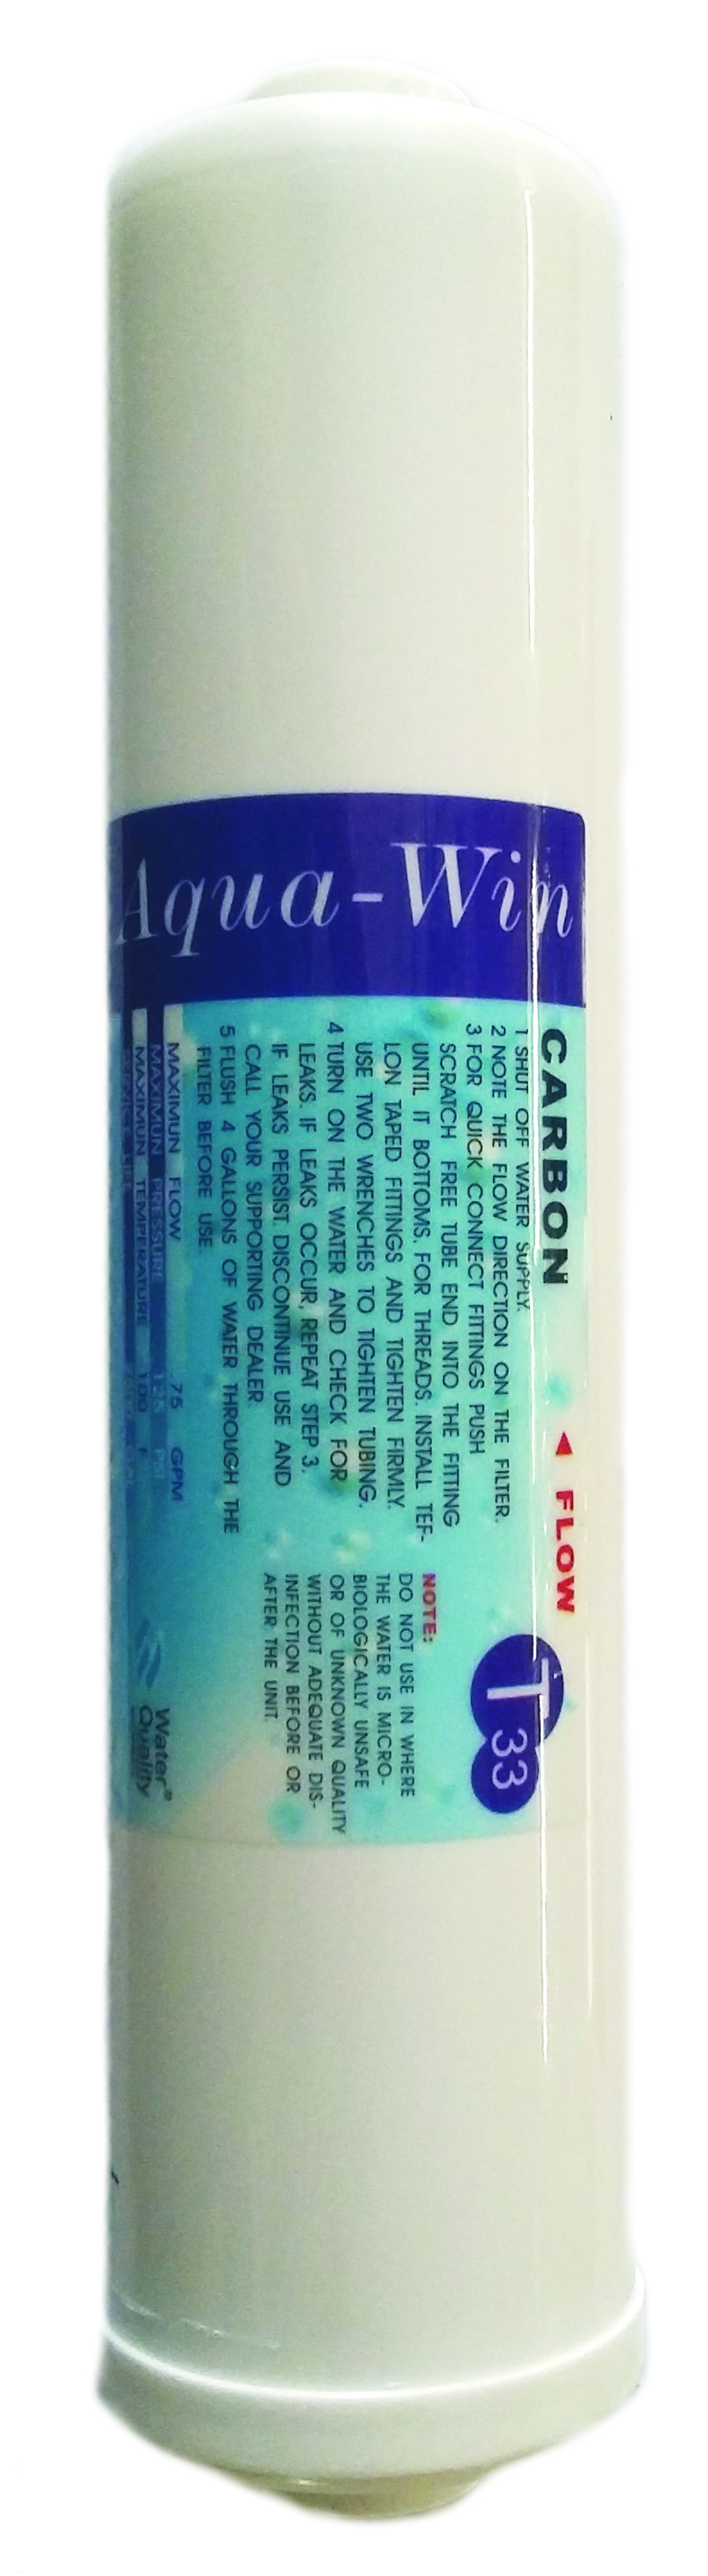 Aqua-Win
CARBON
◄ FLOW
1 SHUT OFF WATER SUPPLY.
2 NOTE THE FLOW DIRECTION ON THE FILTER.
3 FOR QUICK CONNECT FITTINGS PUSH
SCRATCH FREE TUBE END INTO THE FITTING
UNTIL IT BOTTOMS. FOR THREADS. INSTALL TEF-
LON TAPED FITTINGS AND TIGHTEN FIRMLY.
USE TWO WRENCHES TO TIGHTEN TUBING.
4 TURN ON THE WATER AND CHECK FOR
LEAKS. IF LEAKS OCCUR, REPEAT STEP 3.
IF LEAKS PERSIST. DISCONTINUE USE AND
CALL YOUR SUPPORTING DEALER.
5 FLUSH 4 GALLONS OF WATER THROUGH THE
FILTER BEFORE USE.
MAXIMUN FLOW 75 GPM
MAXIMUN PRESSURE 125 PSI
MAXIMUN TEMPERATURE 100 F
T
33
NOTE:
DO NOT USE IN WHERE
THE WATER IS MICRO-
BIOLOGICALLY UNSAFE
OR OF UNKNOWN QUALITY
WITHOUT ADEQUATE DIS-
INFECTION BEFORE OR
AFTER THE UNIT.
Water®
Quality